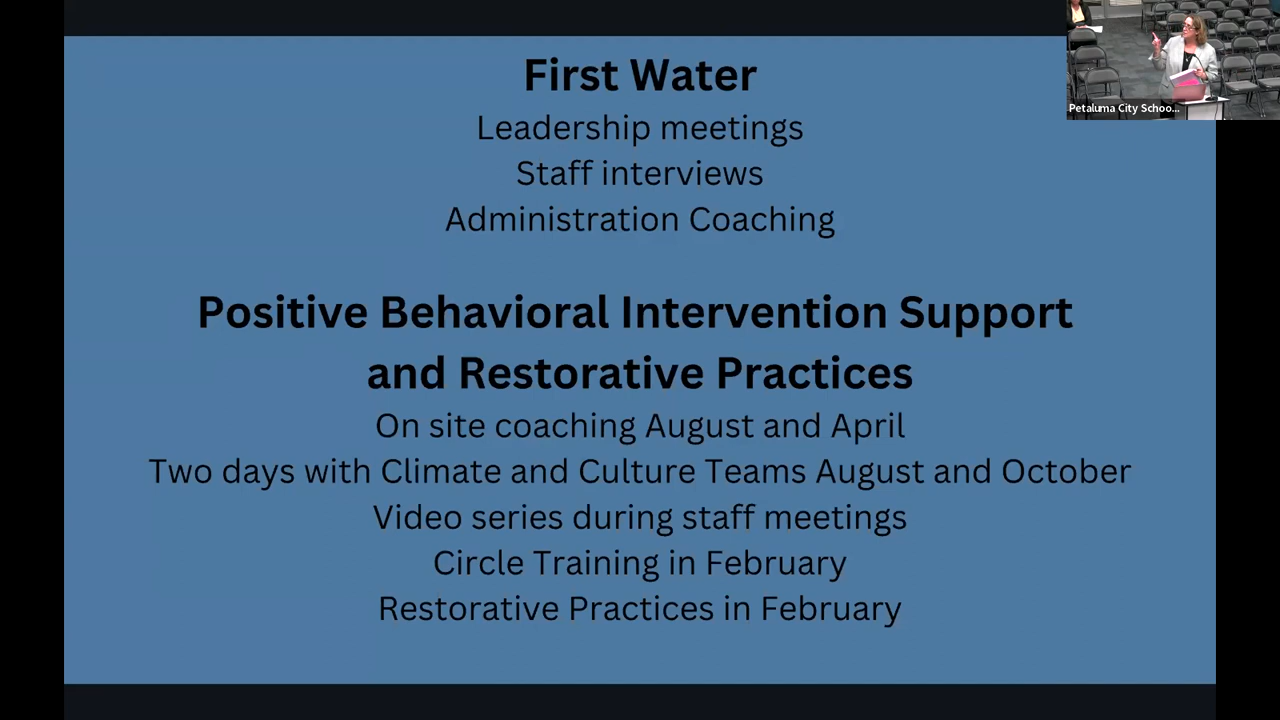 First Water
Leadership meetings
Staff interviews
Administration Coaching
Positive Behavioral Intervention Support
and Restorative Practices
On site coaching August and April
Two days with Climate and Culture Teams August and October
Video series during staff meetings
Circle Training in February
Restorative Practices in February
Petaluma City Schoo...